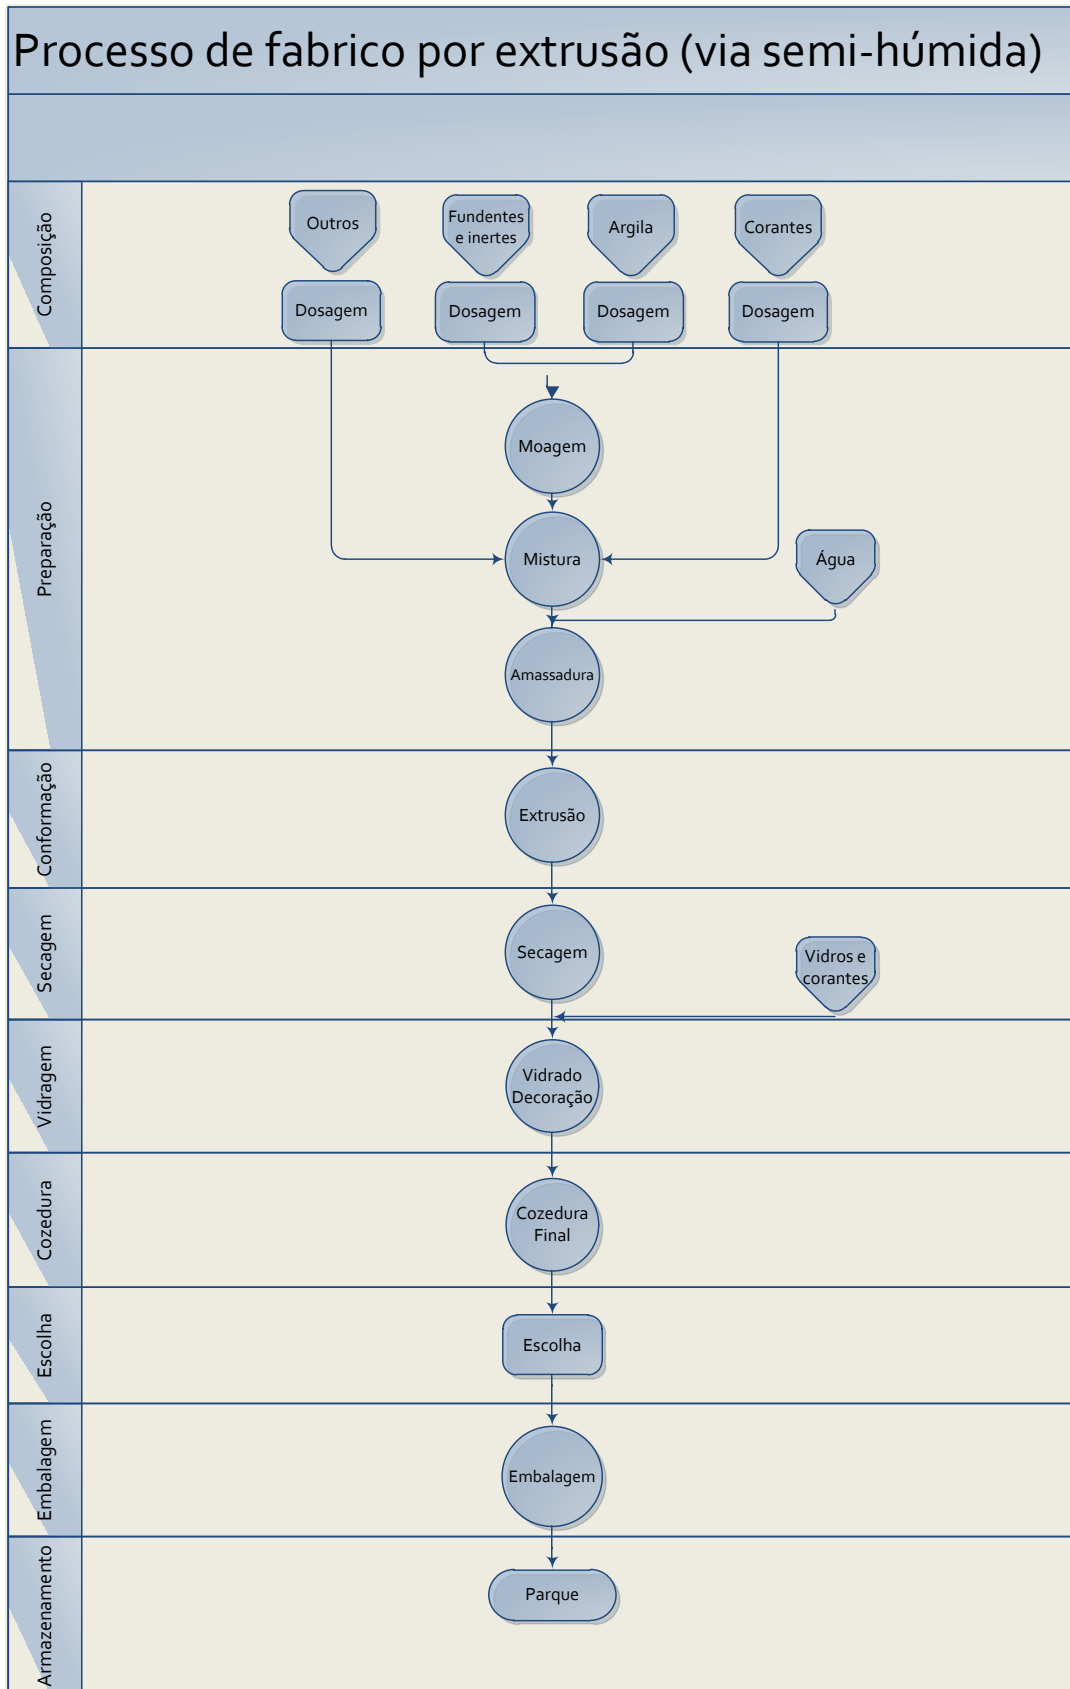 Processo de fabrico por extrusão (via semi-húmida)
Composição
Outros
Fundentes
e inertes
Argila
Corantes
Dosagem
Dosagem
Dosagem
Dosagem
Preparação
Moagem
Mistura
Água
Amassadura
Conformação
Extrusão
Secagem
Secagem
Vidros e
corantes
Vidragem
Vidrado
Decoração
Cozedura
Cozedura
Final
Escolha
Escolha
Embalagem
Embalagem
Armazenamento
Parque